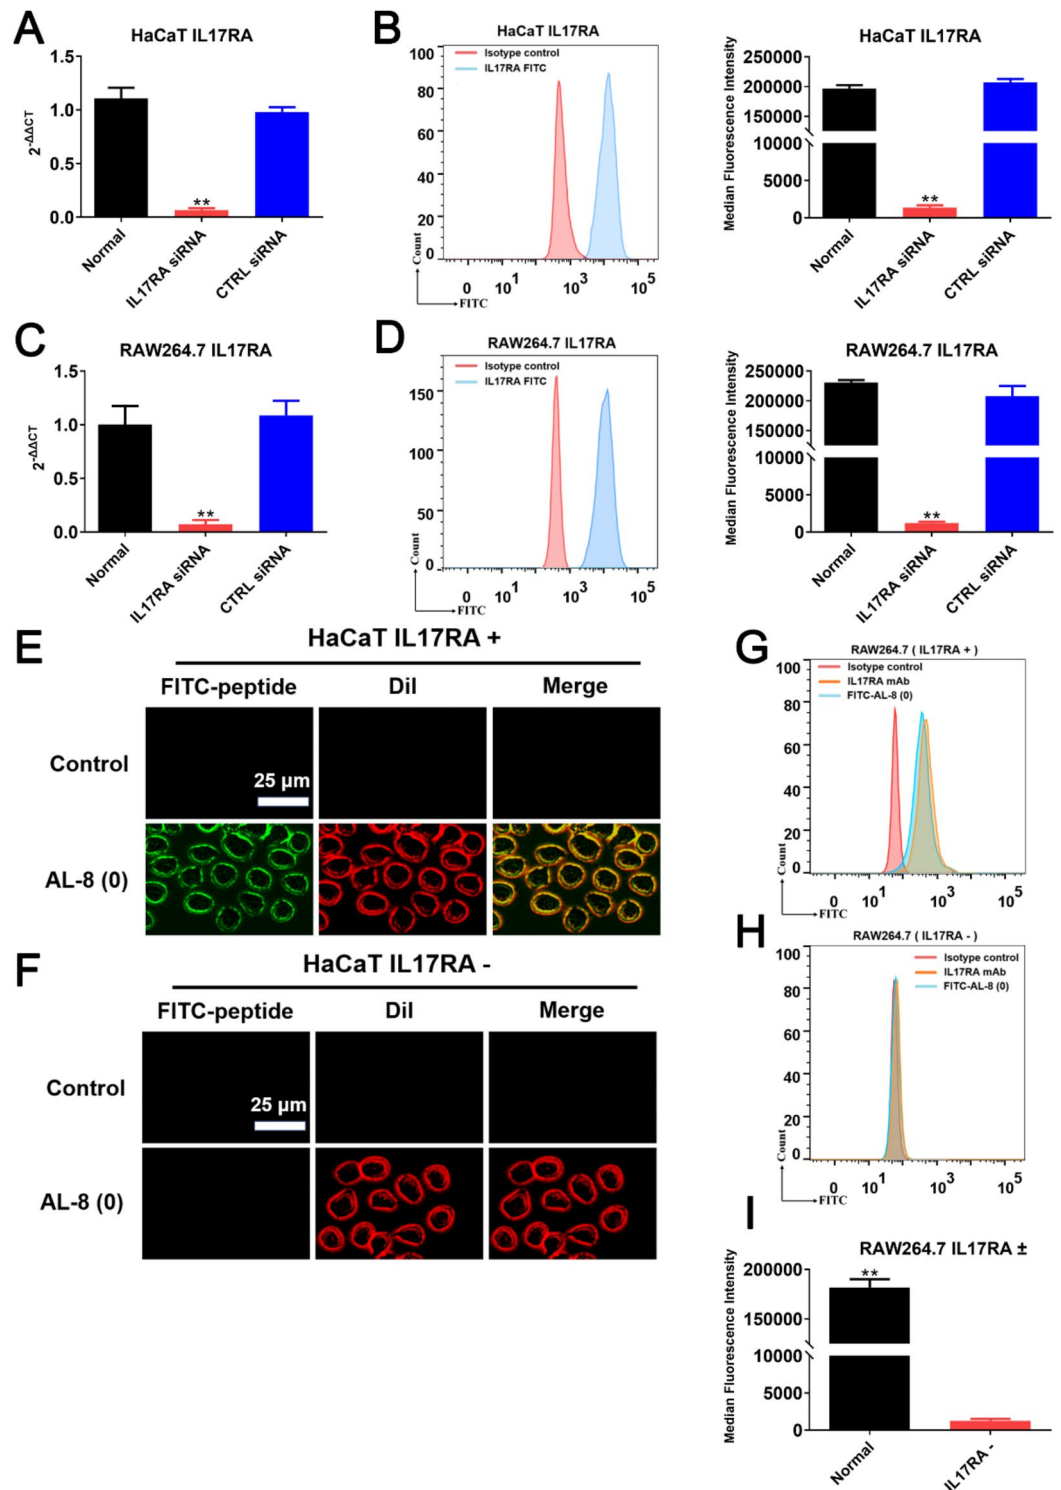 A
HaCaT IL17RA
2-ΔΔCT
1.5
1.0
0.5
0.0
**
Normal
IL17RA siRNA
CTRL siRNA
B
HaCaT IL17RA
Isotype control
IL17RA FITC
100
80
60
40
20
0
Count
0 10¹ 10³ 10⁵
FITC
HaCaT IL17RA
Median Fluorescence Intensity
250000
200000
150000
10000
5000
0
**
Normal
IL17RA siRNA
CTRL siRNA
C
RAW264.7 IL17RA
2-ΔΔCT
1.5
1.0
0.5
0.0
**
Normal
IL17RA siRNA
CTRL siRNA
D
RAW264.7 IL17RA
Isotype control
IL17RA FITC
150
100
50
0
Count
0 10¹ 10³ 10⁵
FITC
RAW264.7 IL17RA
Median Fluorescence Intensity
250000
200000
150000
10000
5000
0
**
Normal
IL17RA siRNA
CTRL siRNA
E
HaCaT IL17RA +
FITC-peptide Dil Merge
Control
25 μm
AL-8 (0)
F
HaCaT IL17RA -
FITC-peptide Dil Merge
Control
25 μm
AL-8 (0)
G
RAW264.7 ( IL17RA + )
Isotype control
IL17RA mAb
FITC-AL-8 (0)
100
80
60
40
20
0
Count
0 10¹ 10³ 10⁵
FITC
H
RAW264.7 ( IL17RA - )
Isotype control
IL17RA mAb
FITC-AL-8 (0)
100
80
60
40
20
0
Count
0 10¹ 10³ 10⁵
FITC
I
RAW264.7 IL17RA ±
Median Fluorescence Intensity
200000
150000
10000
5000
0
**
Normal
IL17RA -